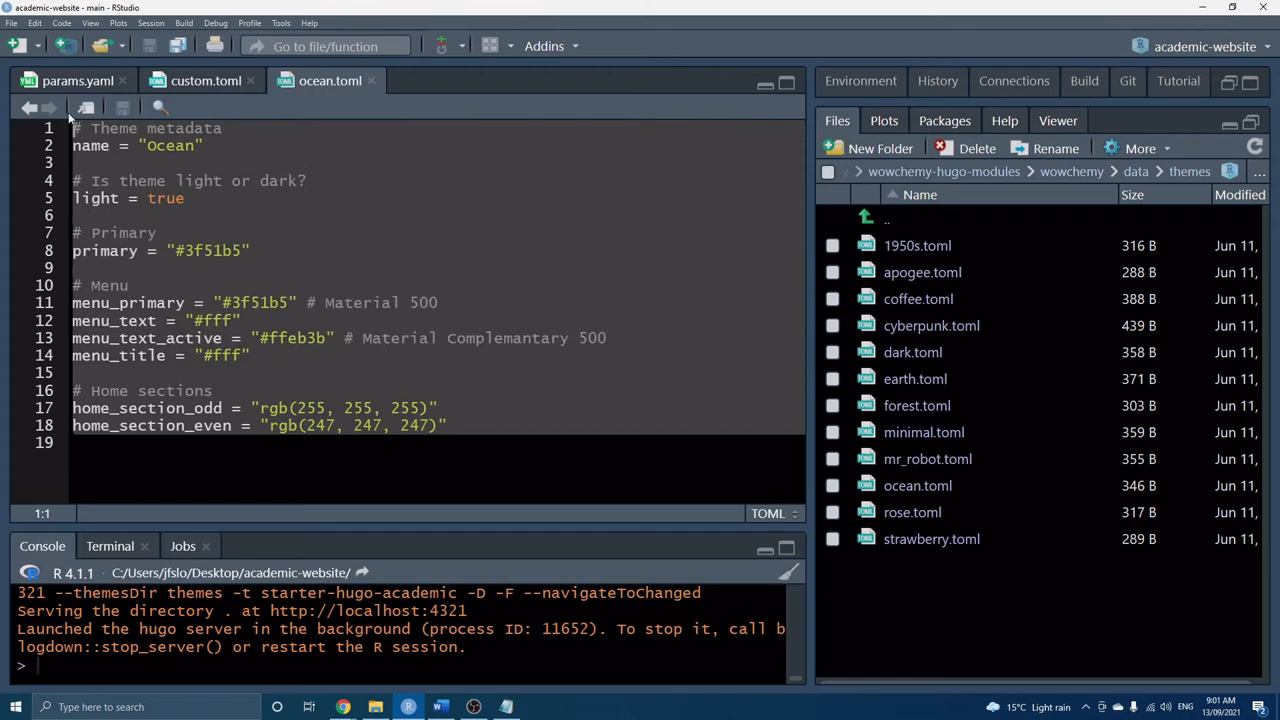 academic-website - main - RStudio
File Edit Code View Plots Session Build Debug Profile Tools Help
Go to file/function
Addins
academic-website
params.yaml
custom.toml
ocean.toml
1 # Theme metadata
2 name = "Ocean"
3
4 # Is theme light or dark?
5 light = true
6
7 # Primary
8 primary = "#3f51b5"
9
10 # Menu
11 menu_primary = "#3f51b5" # Material 500
12 menu_text = "#fff"
13 menu_text_active = "#ffeb3b" # Material Complemantary 500
14 menu_title = "#fff"
15
16 # Home sections
17 home_section_odd = "rgb(255, 255, 255)"
18 home_section_even = "rgb(247, 247, 247)"
19
1:1
TOML
Console Terminal Jobs
R 4.1.1 · C:/Users/jfslo/Desktop/academic-website/
321 --themesDir themes -t starter-hugo-academic -D -F --navigateToChanged
Serving the directory . at http://localhost:4321
Launched the hugo server in the background (process ID: 11652). To stop it, call b
logdown::stop_server() or restart the R session.
>
Environment History Connections Build Git Tutorial
Files Plots Packages Help Viewer
New Folder Delete Rename More
y > wowchemy-hugo-modules > wowchemy > data > themes ...
Name Size Modified
..
1950s.toml 316 B Jun 11,
apogee.toml 288 B Jun 11,
coffee.toml 388 B Jun 11,
cyberpunk.toml 439 B Jun 11,
dark.toml 358 B Jun 11,
earth.toml 371 B Jun 11,
forest.toml 303 B Jun 11,
minimal.toml 359 B Jun 11,
mr_robot.toml 355 B Jun 11,
ocean.toml 346 B Jun 11,
rose.toml 317 B Jun 11,
strawberry.toml 289 B Jun 11,
Type here to search
15°C Light rain
9:01 AM
13/09/2021
2